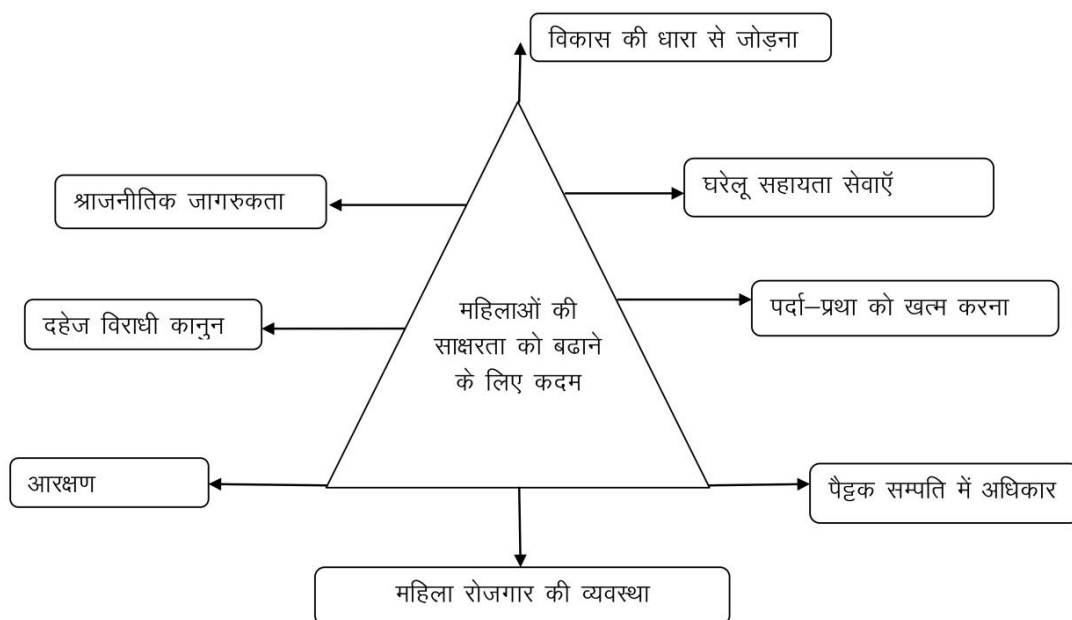 विकास की धारा से जोड़ना
श्राजनीतिक जागरुकता
घरेलू सहायता सेवाऍ
दहेज विराधी कानुन
महिलाओं की
साक्षरता को बढाने
के लिए कदम
पर्दा–प्रथा को खत्म करना
आरक्षण
पैट्टक सम्पति में अधिकार
महिला रोजगार की व्यवस्था